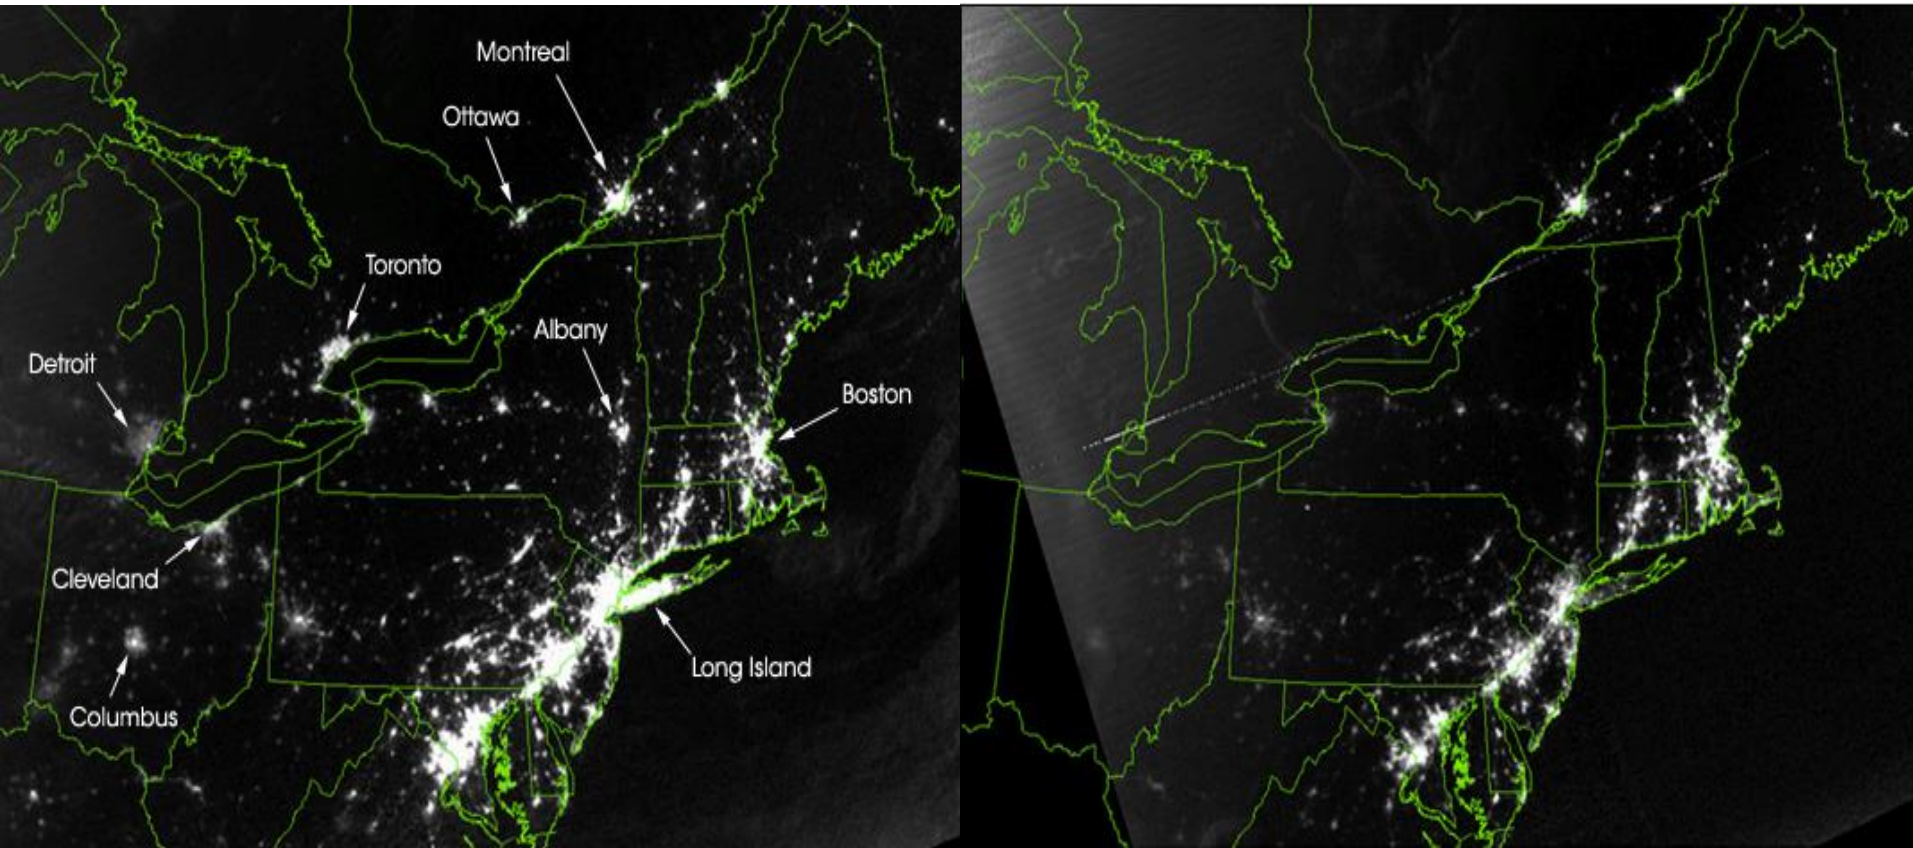 Montreal
Ottawa
Toronto
Albany
Detroit
Boston
Cleveland
Long Island
Columbus